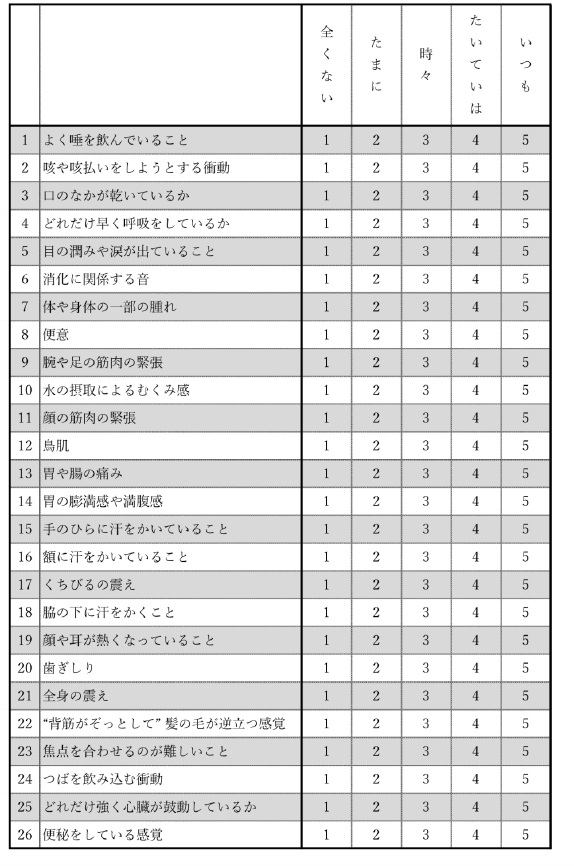 全くない たまに 時々 たいていは いつも
1 よく唾を飲んでいること 1 2 3 4 5
2 咳や咳払いをしようとする衝動 1 2 3 4 5
3 口のなかが乾いているか 1 2 3 4 5
4 どれだけ早く呼吸をしているか 1 2 3 4 5
5 目の潤みや涙が出ていること 1 2 3 4 5
6 消化に関係する音 1 2 3 4 5
7 体や身体の一部の腫れ 1 2 3 4 5
8 便意 1 2 3 4 5
9 腕や足の筋肉の緊張 1 2 3 4 5
10 水の摂取によるむくみ感 1 2 3 4 5
11 顔の筋肉の緊張 1 2 3 4 5
12 鳥肌 1 2 3 4 5
13 胃や腸の痛み 1 2 3 4 5
14 胃の膨満感や満腹感 1 2 3 4 5
15 手のひらに汗をかいていること 1 2 3 4 5
16 額に汗をかいていること 1 2 3 4 5
17 くちびるの震え 1 2 3 4 5
18 脇の下に汗をかくこと 1 2 3 4 5
19 顔や耳が熱くなっていること 1 2 3 4 5
20 歯ぎしり 1 2 3 4 5
21 全身の震え 1 2 3 4 5
22 “背筋がぞっとして” 髪の毛が逆立つ感覚 1 2 3 4 5
23 焦点を合わせるのが難しいこと 1 2 3 4 5
24 つばを飲み込む衝動 1 2 3 4 5
25 どれだけ強く心臓が鼓動しているか 1 2 3 4 5
26 便秘をしている感覚 1 2 3 4 5